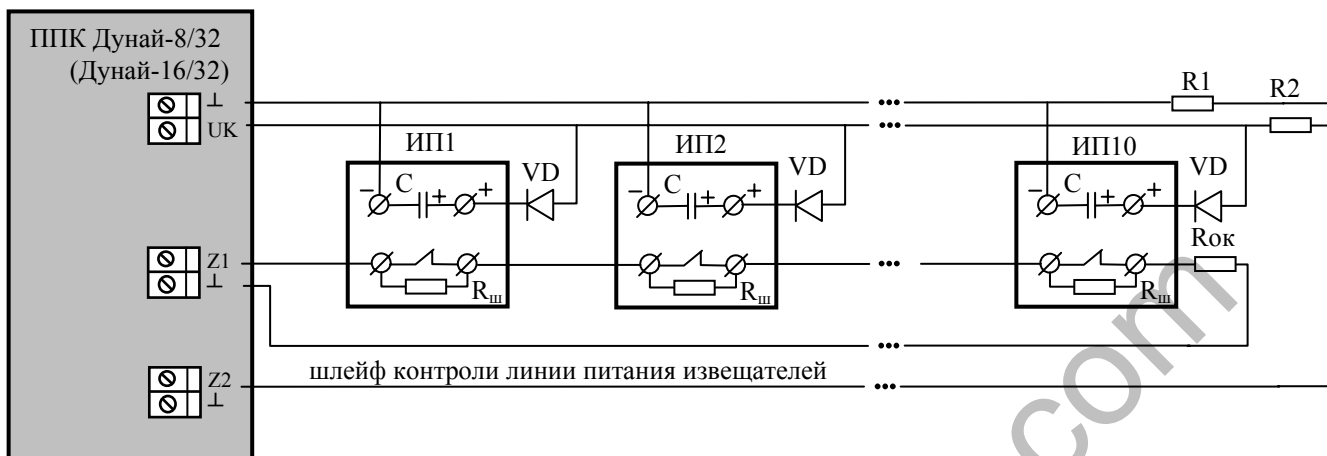 ППК Дунай-8/32
(Дунай-16/32)
⊥
UK
Z1
⊥
Z2
⊥
R1
R2
ИП1
ИП2
ИП10
– C + +
VD
– C + +
VD
– C + +
VD
Rок
Rш
Rш
Rш
•••
•••
•••
•••
•••
шлейф контроли линии питания извещателей
com